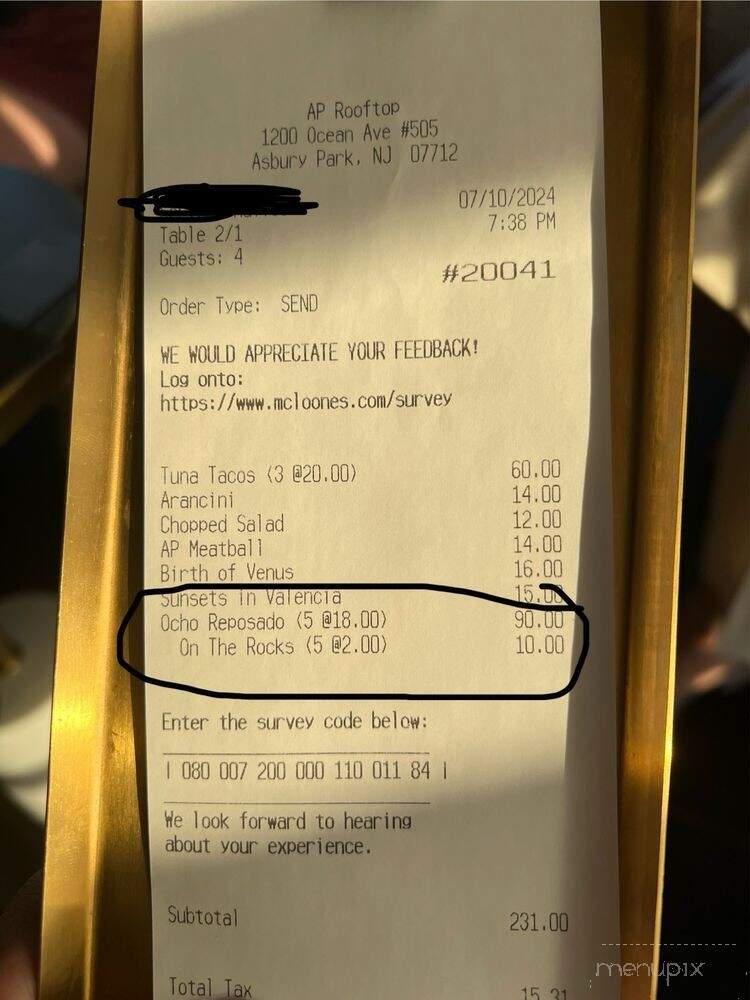 AP Rooftop
1200 Ocean Ave #505
Asbury Park, NJ 07712
07/10/2024
Table 2/1 7:38 PM
Guests: 4
#20041
Order Type: SEND
WE WOULD APPRECIATE YOUR FEEDBACK!
Log onto:
https://www.mcloones.com/survey
Tuna Tacos (3 @20.00) 60.00
Arancini 14.00
Chopped Salad 12.00
AP Meatball 14.00
Birth of Venus 16.00
Sunsets in Valencia 15.00
Ocho Reposado (5 @18.00) 90.00
On The Rocks (5 @2.00) 10.00
Enter the survey code below:
| 080 007 200 000 110 011 84 |
We look forward to hearing
about your experience.
Subtotal 231.00
Total Tax 15.31
menupix